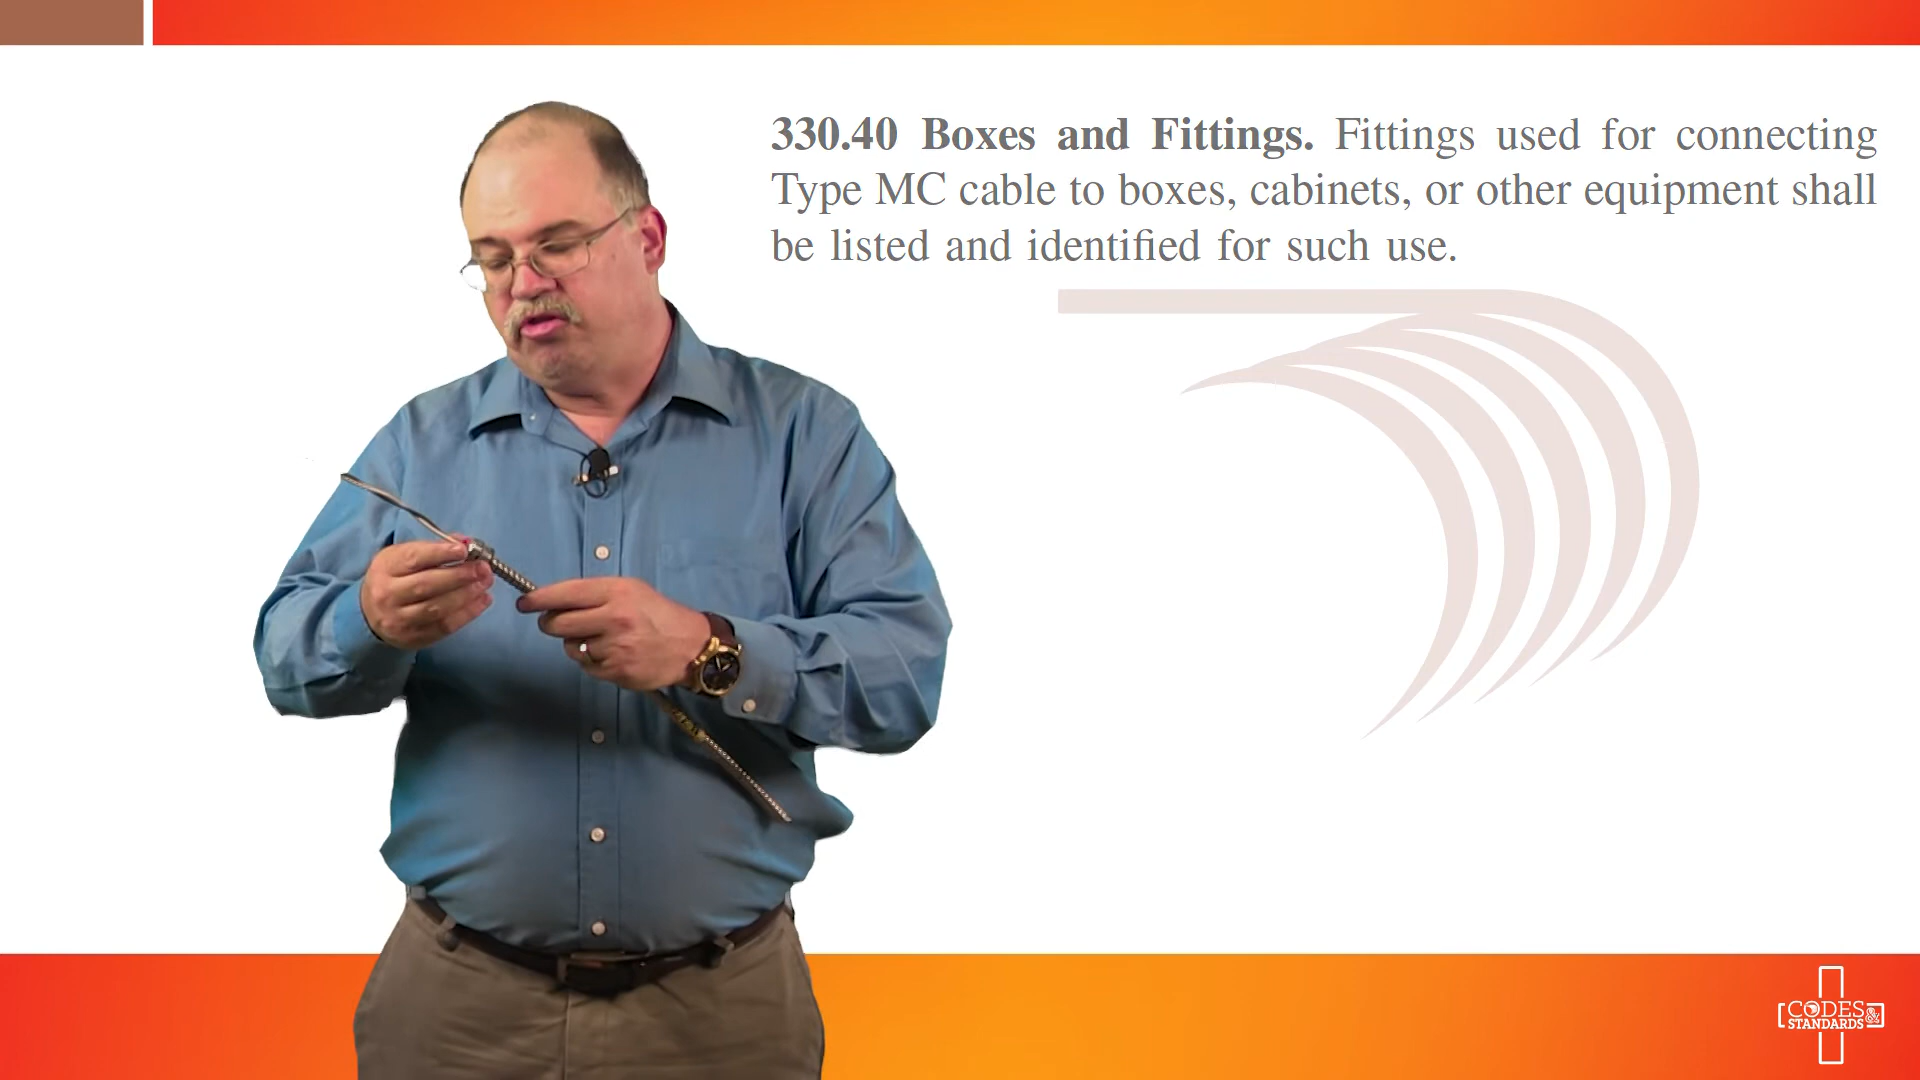 330.40 Boxes and Fittings. Fittings used for connecting
Type MC cable to boxes, cabinets, or other equipment shall
be listed and identified for such use.
CODES &
STANDARDS